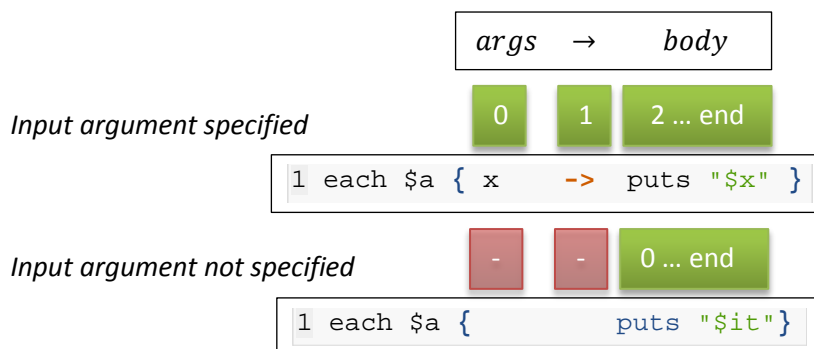 args → body
0 1 2 ... end
Input argument specified
1 each $a { x -> puts "$x" }
- - 0 ... end
Input argument not specified
1 each $a { puts "$it"}